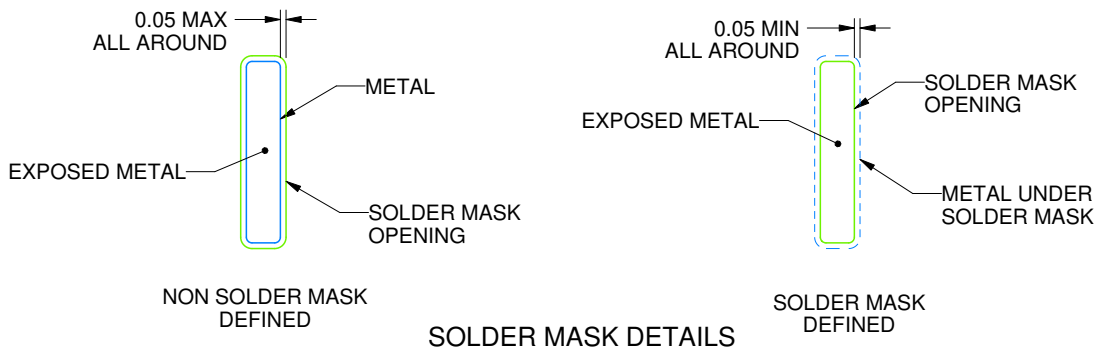 0.05 MAX
ALL AROUND
METAL
EXPOSED METAL
SOLDER MASK
OPENING
NON SOLDER MASK
DEFINED
0.05 MIN
ALL AROUND
SOLDER MASK
OPENING
EXPOSED METAL
METAL UNDER
SOLDER MASK
SOLDER MASK
DEFINED
SOLDER MASK DETAILS